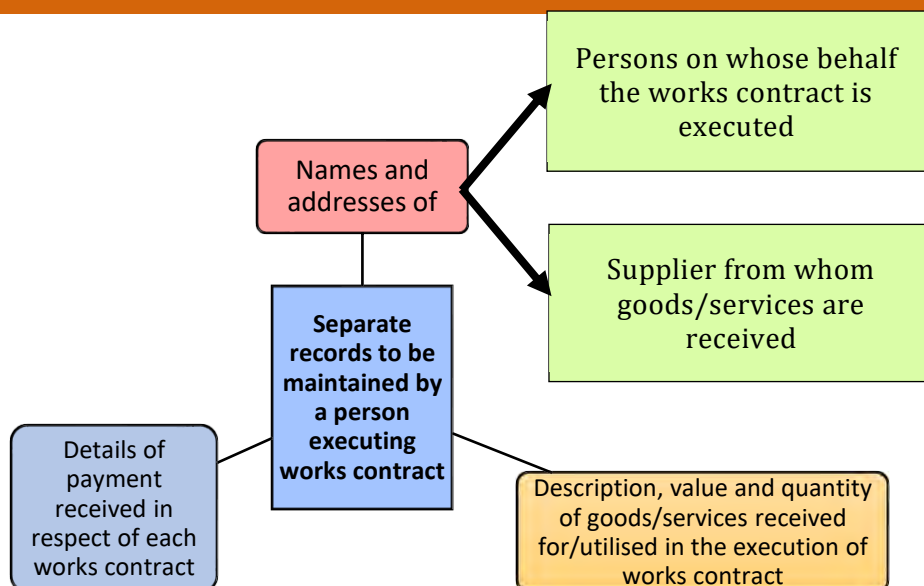 Persons on whose behalf
the works contract is
executed
Names and
addresses of
Supplier from whom
goods/services are
received
Separate
records to be
maintained by
a person
executing
works contract
Details of
payment
received in
respect of each
works contract
Description, value and quantity
of goods/services received
for/utilised in the execution of
works contract